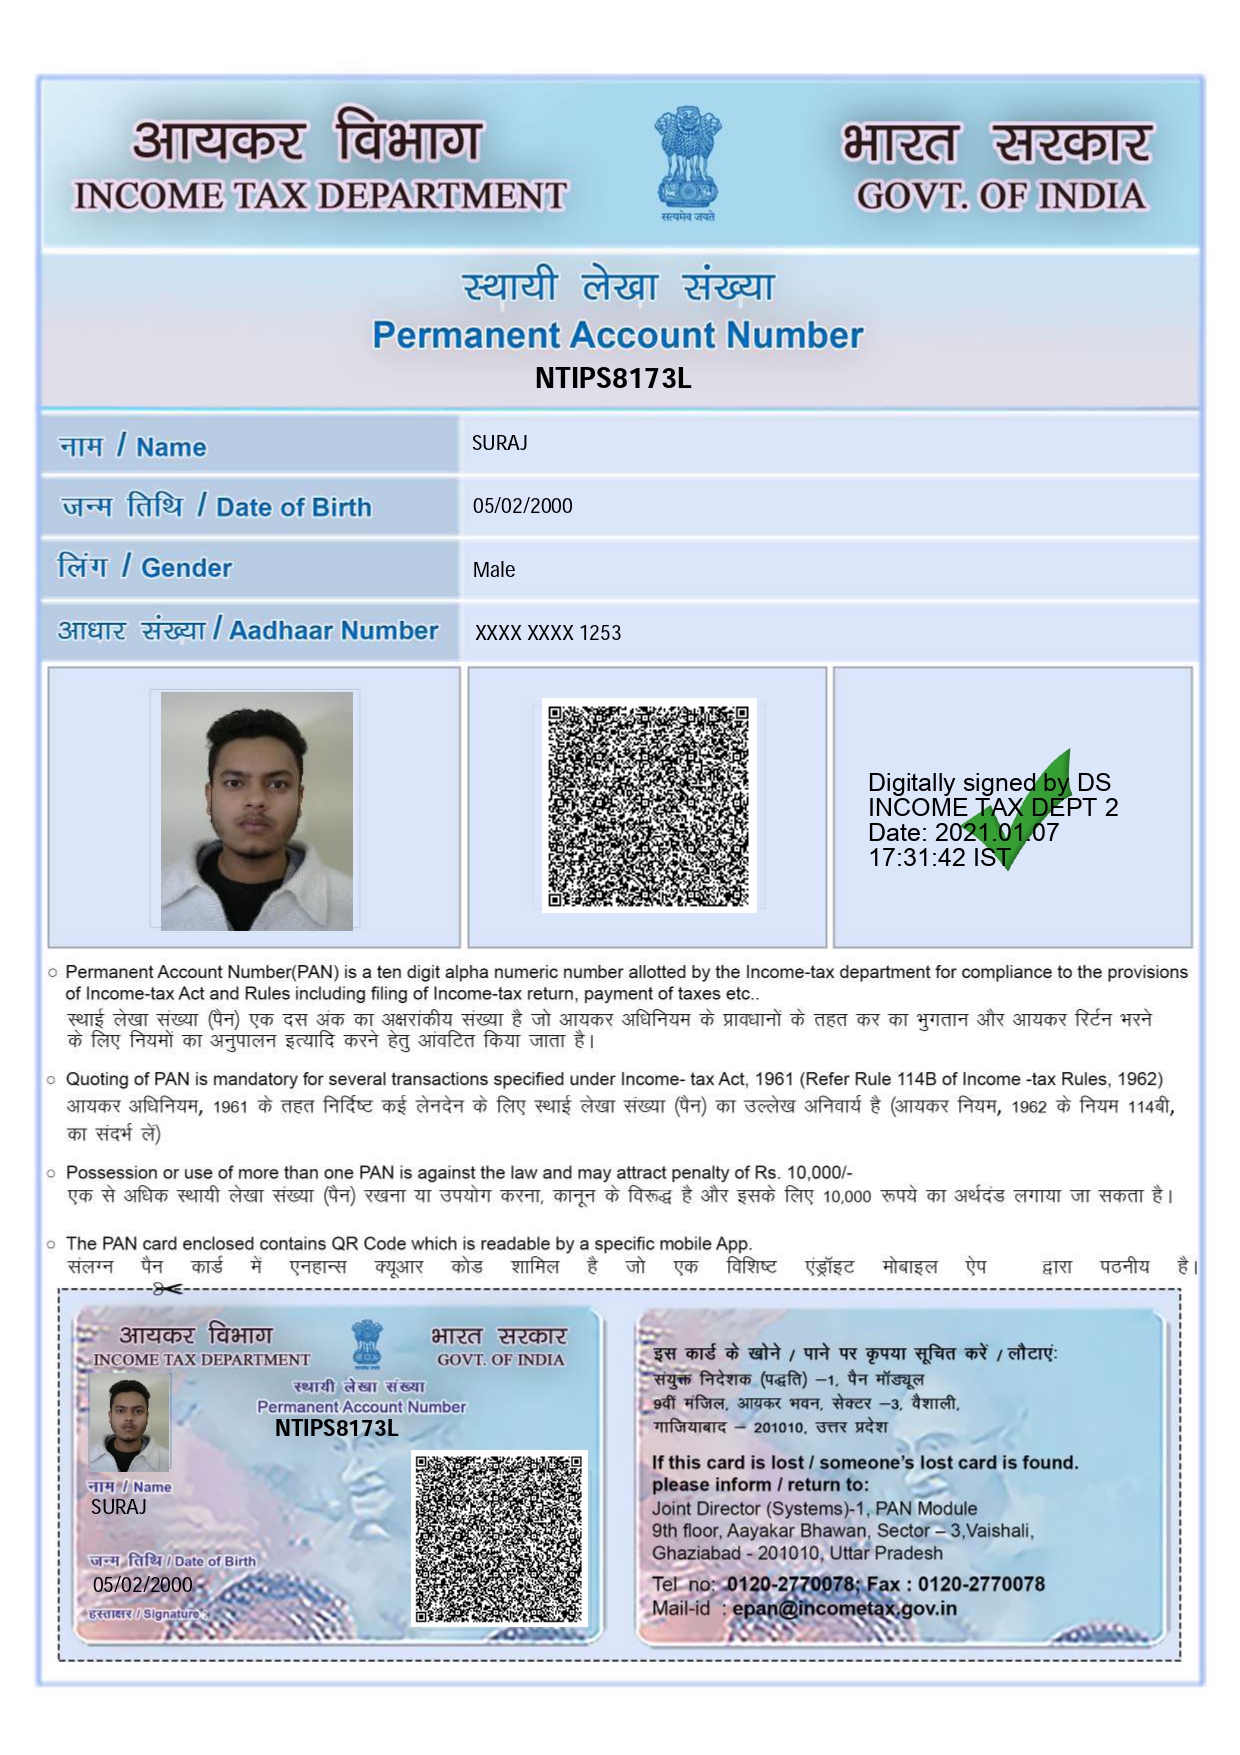 आयकर विभाग
INCOME TAX DEPARTMENT
सत्यमेव जयते
भारत सरकार
GOVT. OF INDIA
स्थायी लेखा संख्या
Permanent Account Number
NTIPS8173L
नाम / Name
SURAJ
जन्म तिथि / Date of Birth
05/02/2000
लिंग / Gender
Male
आधार संख्या / Aadhaar Number
XXXX XXXX 1253
Digitally signed by DS
INCOME TAX DEPT 2
Date: 2021.01.07
17:31:42 IST
○ Permanent Account Number(PAN) is a ten digit alpha numeric number allotted by the Income-tax department for compliance to the provisions
of Income-tax Act and Rules including filing of Income-tax return, payment of taxes etc..
स्थाई लेखा संख्या (पैन) एक दस अंक का अक्षरांकीय संख्या है जो आयकर अधिनियम के प्रावधानों के तहत कर का भुगतान और आयकर रिर्टन भरने
के लिए नियमों का अनुपालन इत्यादि करने हेतु आंवटित किया जाता है।
○ Quoting of PAN is mandatory for several transactions specified under Income- tax Act, 1961 (Refer Rule 114B of Income -tax Rules, 1962)
आयकर अधिनियम, 1961 के तहत निर्दिष्ट कई लेनदेन के लिए स्थाई लेखा संख्या (पैन) का उल्लेख अनिवार्य है (आयकर नियम, 1962 के नियम 114बी,
का संदर्भ लें)
○ Possession or use of more than one PAN is against the law and may attract penalty of Rs. 10,000/-
एक से अधिक स्थायी लेखा संख्या (पैन) रखना या उपयोग करना, कानून के विरूद्ध है और इसके लिए 10,000 रूपये का अर्थदंड लगाया जा सकता है।
○ The PAN card enclosed contains QR Code which is readable by a specific mobile App.
संलग्न पैन कार्ड में एनहान्स क्यूआर कोड शामिल है जो एक विशिष्ट एंड्रॉइट मोबाइल ऐप द्वारा पठनीय है।
आयकर विभाग
INCOME TAX DEPARTMENT
भारत सरकार
GOVT. OF INDIA
स्थायी लेखा संख्या
Permanent Account Number
NTIPS8173L
नाम / Name
SURAJ
जन्म तिथि / Date of Birth
05/02/2000
हस्ताक्षर / Signature :
इस कार्ड के खोने / पाने पर कृपया सूचित करें / लौटाएं:
संयुक्त निदेशक (पद्धति) –1, पैन मॉड्यूल
9वीं मंजिल, आयकर भवन, सेक्टर –3, वैशाली,
गाजियाबाद – 201010, उत्तर प्रदेश
If this card is lost / someone's lost card is found.
please inform / return to:
Joint Director (Systems)-1, PAN Module
9th floor, Aayakar Bhawan, Sector – 3,Vaishali,
Ghaziabad - 201010, Uttar Pradesh
Tel no: 0120-2770078; Fax : 0120-2770078
Mail-id : epan@incometax.gov.in